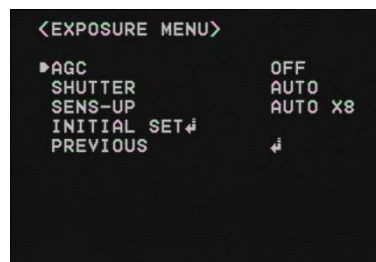 <EXPOSURE MENU>
AGC OFF
SHUTTER AUTO
SENS-UP AUTO X8
INITIAL SET↲
PREVIOUS ↲